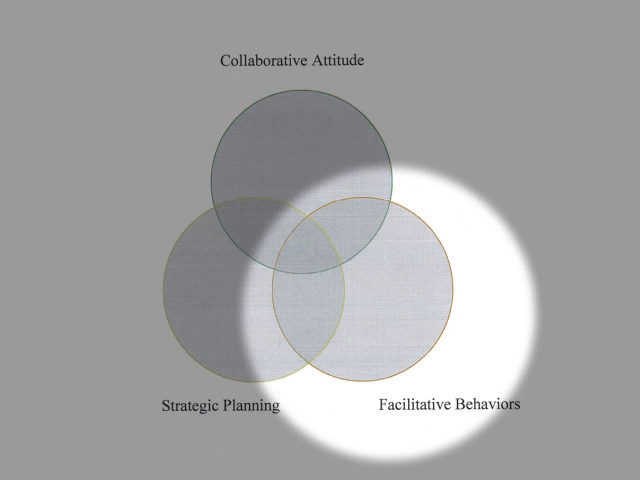 Collaborative Attitude
Strategic Planning
Facilitative Behaviors